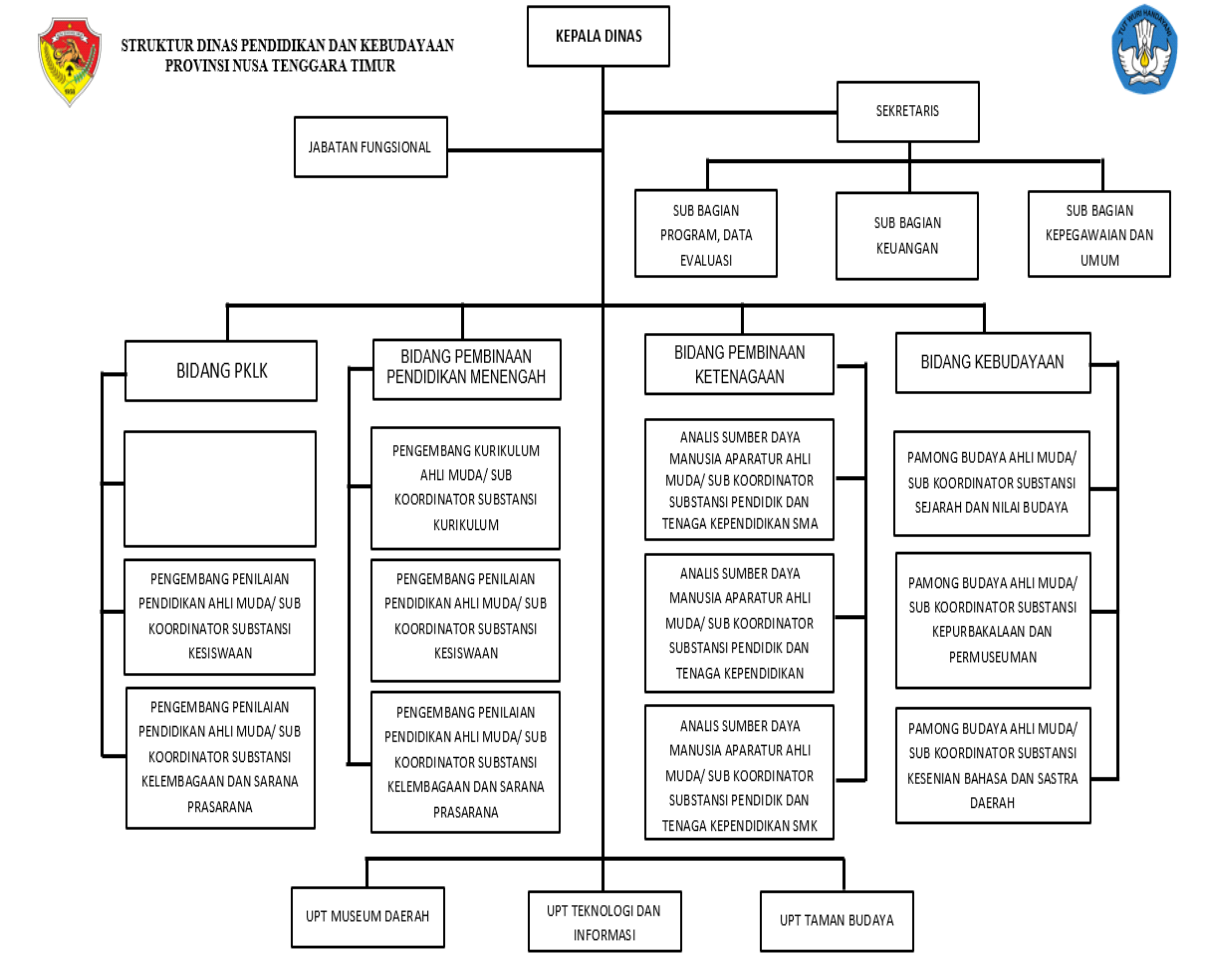 STRUKTUR DINAS PENDIDIKAN DAN KEBUDAYAAN
PROVINSI NUSA TENGGARA TIMUR
KEPALA DINAS
TUT WURI HANDAYANI
SEKRETARIS
JABATAN FUNGSIONAL
SUB BAGIAN
PROGRAM, DATA
EVALUASI
SUB BAGIAN
KEUANGAN
SUB BAGIAN
KEPEGAWAIAN DAN
UMUM
BIDANG PKLK
BIDANG PEMBINAAN
PENDIDIKAN MENENGAH
BIDANG PEMBINAAN
KETENAGAAN
BIDANG KEBUDAYAAN
PENGEMBANG KURIKULUM
AHLI MUDA/ SUB
KOORDINATOR SUBSTANSI
KURIKULUM
ANALIS SUMBER DAYA
MANUSIA APARATUR AHLI
MUDA/ SUB KOORDINATOR
SUBSTANSI PENDIDIK DAN
TENAGA KEPENDIDIKAN SMA
PAMONG BUDAYA AHLI MUDA/
SUB KOORDINATOR SUBSTANSI
SEJARAH DAN NILAI BUDAYA
PENGEMBANG PENILAIAN
PENDIDIKAN AHLI MUDA/ SUB
KOORDINATOR SUBSTANSI
KESISWAAN
PENGEMBANG PENILAIAN
PENDIDIKAN AHLI MUDA/ SUB
KOORDINATOR SUBSTANSI
KESISWAAN
ANALIS SUMBER DAYA
MANUSIA APARATUR AHLI
MUDA/ SUB KOORDINATOR
SUBSTANSI PENDIDIK DAN
TENAGA KEPENDIDIKAN
PAMONG BUDAYA AHLI MUDA/
SUB KOORDINATOR SUBSTANSI
KEPURBAKALAAN DAN
PERMUSEUMAN
PENGEMBANG PENILAIAN
PENDIDIKAN AHLI MUDA/ SUB
KOORDINATOR SUBSTANSI
KELEMBAGAAN DAN SARANA
PRASARANA
PENGEMBANG PENILAIAN
PENDIDIKAN AHLI MUDA/ SUB
KOORDINATOR SUBSTANSI
KELEMBAGAAN DAN SARANA
PRASARANA
ANALIS SUMBER DAYA
MANUSIA APARATUR AHLI
MUDA/ SUB KOORDINATOR
SUBSTANSI PENDIDIK DAN
TENAGA KEPENDIDIKAN SMK
PAMONG BUDAYA AHLI MUDA/
SUB KOORDINATOR SUBSTANSI
KESENIAN BAHASA DAN SASTRA
DAERAH
UPT MUSEUM DAERAH
UPT TEKNOLOGI DAN
INFORMASI
UPT TAMAN BUDAYA